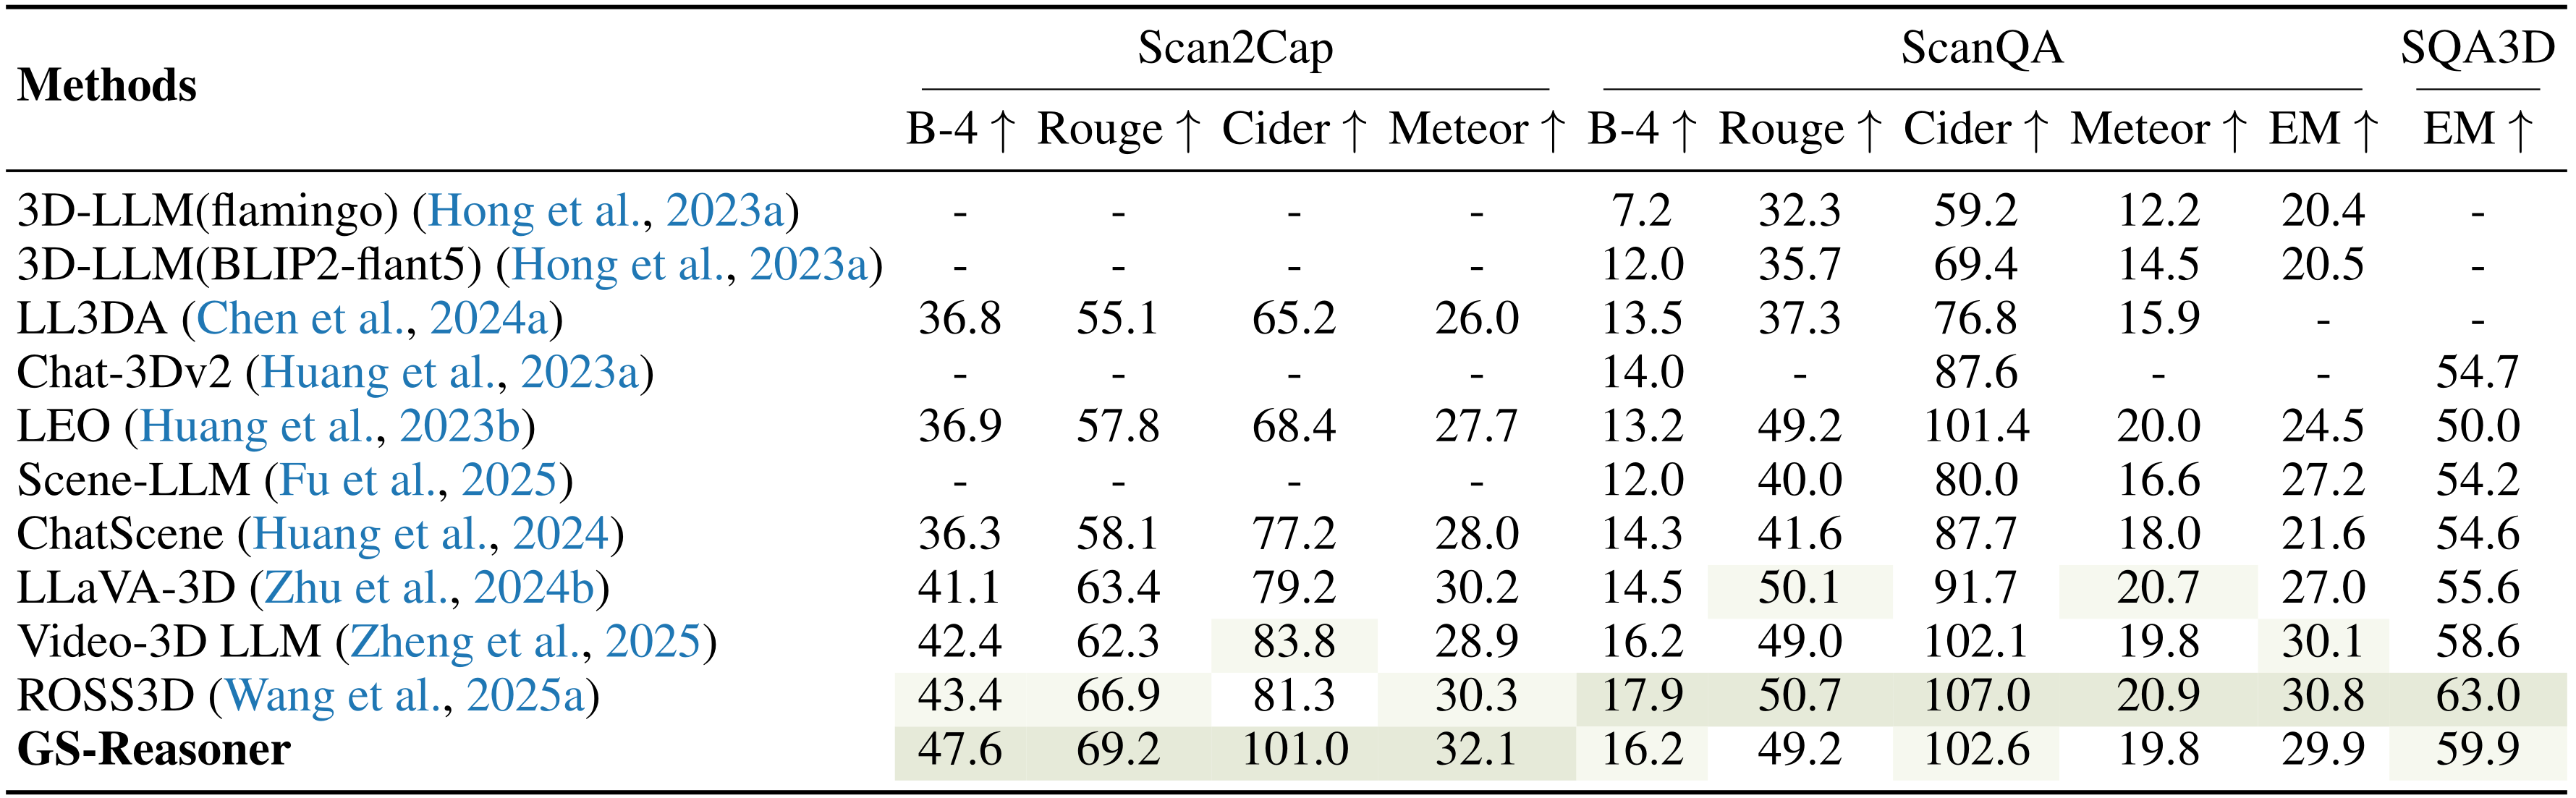 Methods Scan2Cap ScanQA SQA3D
B-4 ↑ Rouge ↑ Cider ↑ Meteor ↑ B-4 ↑ Rouge ↑ Cider ↑ Meteor ↑ EM ↑ EM ↑
3D-LLM(flamingo) (Hong et al., 2023a) - - - - 7.2 32.3 59.2 12.2 20.4 -
3D-LLM(BLIP2-flant5) (Hong et al., 2023a) - - - - 12.0 35.7 69.4 14.5 20.5 -
LL3DA (Chen et al., 2024a) 36.8 55.1 65.2 26.0 13.5 37.3 76.8 15.9 - -
Chat-3Dv2 (Huang et al., 2023a) - - - - 14.0 - 87.6 - - 54.7
LEO (Huang et al., 2023b) 36.9 57.8 68.4 27.7 13.2 49.2 101.4 20.0 24.5 50.0
Scene-LLM (Fu et al., 2025) - - - - 12.0 40.0 80.0 16.6 27.2 54.2
ChatScene (Huang et al., 2024) 36.3 58.1 77.2 28.0 14.3 41.6 87.7 18.0 21.6 54.6
LLaVA-3D (Zhu et al., 2024b) 41.1 63.4 79.2 30.2 14.5 50.1 91.7 20.7 27.0 55.6
Video-3D LLM (Zheng et al., 2025) 42.4 62.3 83.8 28.9 16.2 49.0 102.1 19.8 30.1 58.6
ROSS3D (Wang et al., 2025a) 43.4 66.9 81.3 30.3 17.9 50.7 107.0 20.9 30.8 63.0
GS-Reasoner 47.6 69.2 101.0 32.1 16.2 49.2 102.6 19.8 29.9 59.9